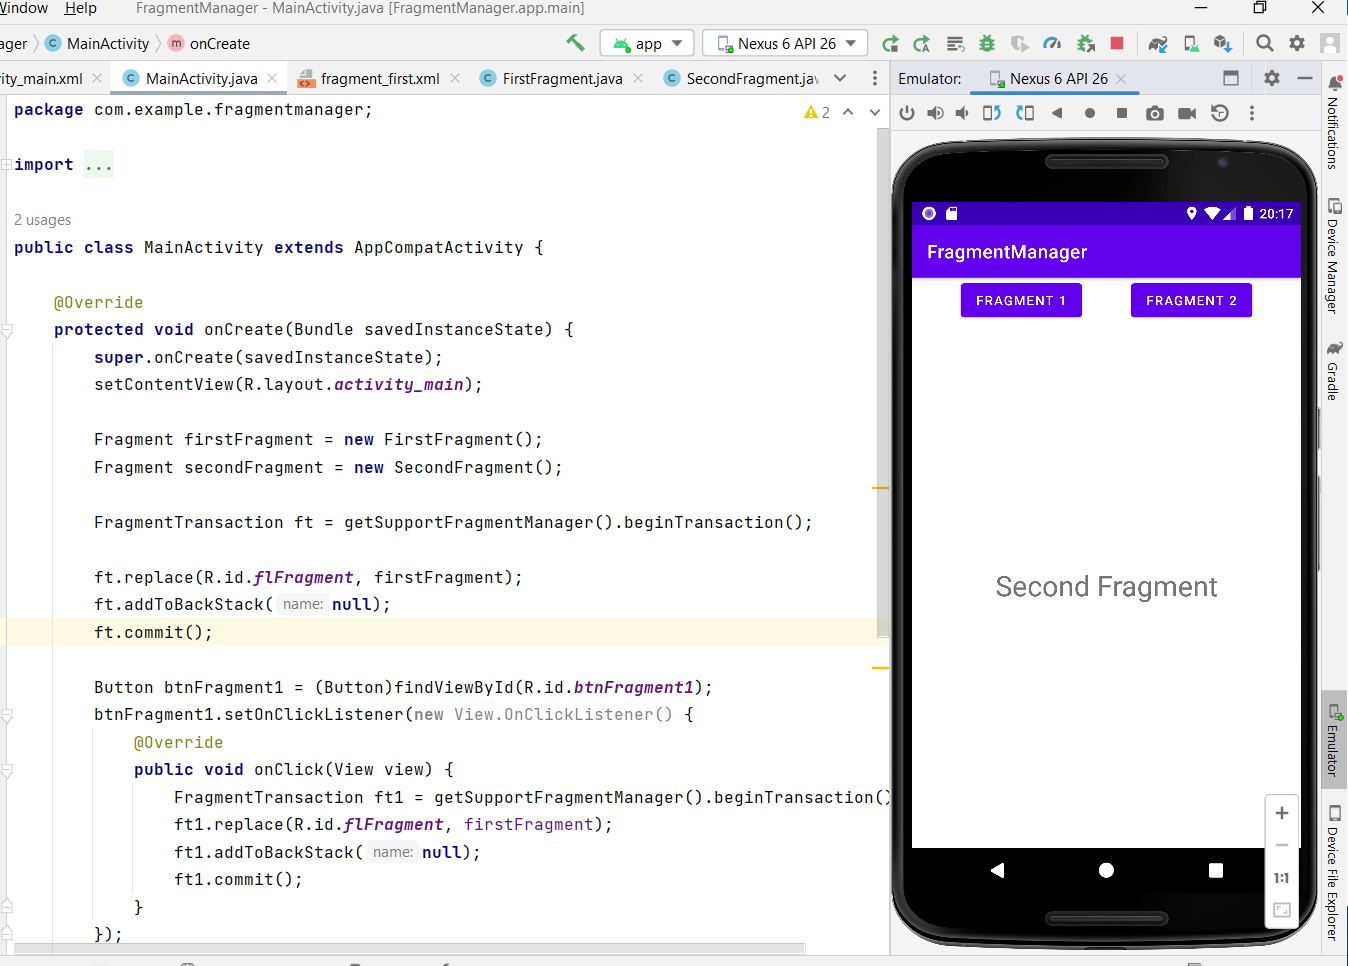 Window Help FragmentManager - MainActivity.java [FragmentManager.app.main]
ager MainActivity onCreate app Nexus 6 API 26
ity_main.xml MainActivity.java fragment_first.xml FirstFragment.java SecondFragment.jav Emulator: Nexus 6 API 26
package com.example.fragmentmanager;
2
import ...
2 usages
public class MainActivity extends AppCompatActivity {
@Override
protected void onCreate(Bundle savedInstanceState) {
super.onCreate(savedInstanceState);
setContentView(R.layout.activity_main);
Fragment firstFragment = new FirstFragment();
Fragment secondFragment = new SecondFragment();
FragmentTransaction ft = getSupportFragmentManager().beginTransaction();
ft.replace(R.id.flFragment, firstFragment);
ft.addToBackStack( name: null);
ft.commit();
Button btnFragment1 = (Button)findViewById(R.id.btnFragment1);
btnFragment1.setOnClickListener(new View.OnClickListener() {
@Override
public void onClick(View view) {
FragmentTransaction ft1 = getSupportFragmentManager().beginTransaction()
ft1.replace(R.id.flFragment, firstFragment);
ft1.addToBackStack( name: null);
ft1.commit();
}
});
20:17
FragmentManager
FRAGMENT 1 FRAGMENT 2
Second Fragment
1:1
Notifications
Device Manager
Gradle
Emulator
Device File Explorer